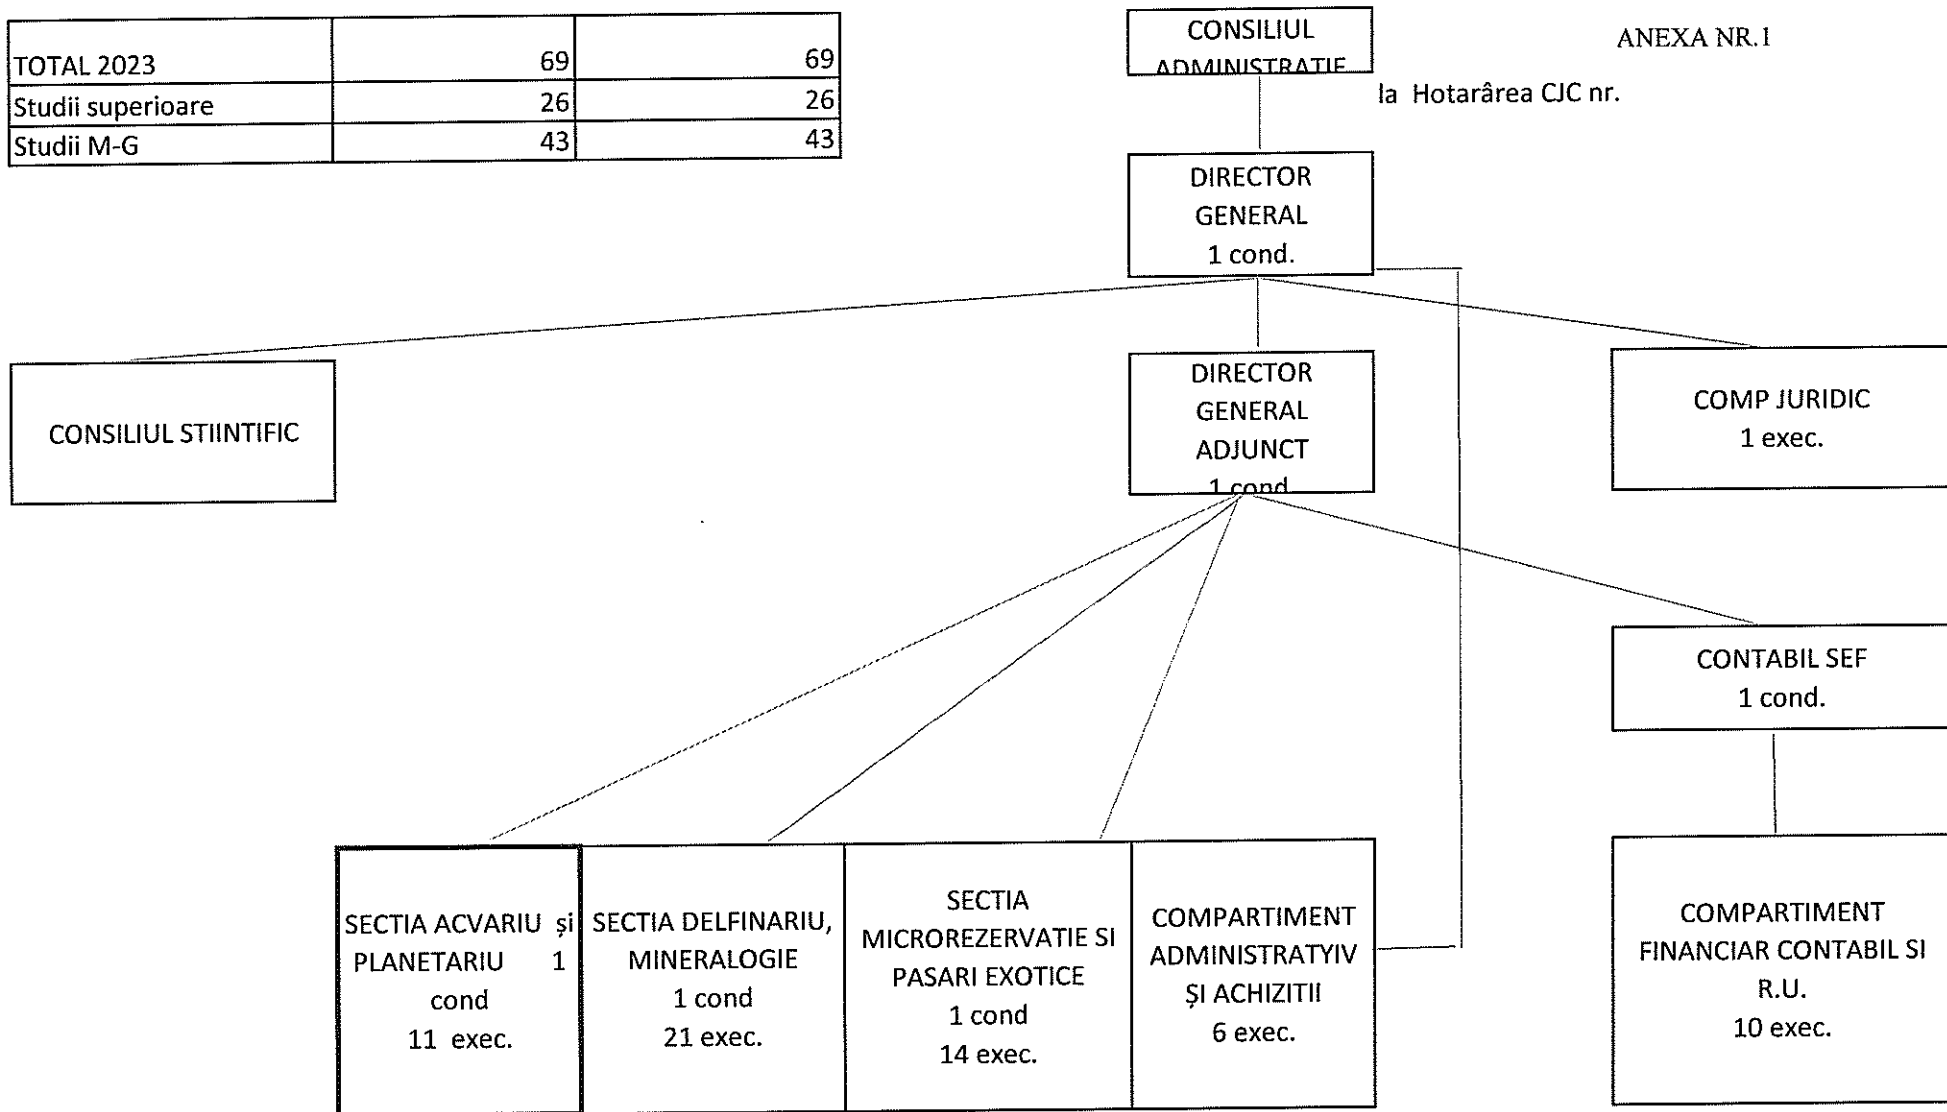 TOTAL 2023 69 69
Studii superioare 26 26
Studii M-G 43 43
CONSILIUL
ADMINISTRATIE
ANEXA NR.1
la Hotarârea CJC nr.
DIRECTOR
GENERAL
1 cond.
CONSILIUL STIINTIFIC
DIRECTOR
GENERAL
ADJUNCT
1 cond
COMP JURIDIC
1 exec.
CONTABIL SEF
1 cond.
SECTIA ACVARIU și
PLANETARIU 1
cond
11 exec.
SECTIA DELFINARIU,
MINERALOGIE
1 cond
21 exec.
SECTIA
MICROREZERVATIE SI
PASARI EXOTICE
1 cond
14 exec.
COMPARTIMENT
ADMINISTRATYIV
ȘI ACHIZITII
6 exec.
COMPARTIMENT
FINANCIAR CONTABIL SI
R.U.
10 exec.